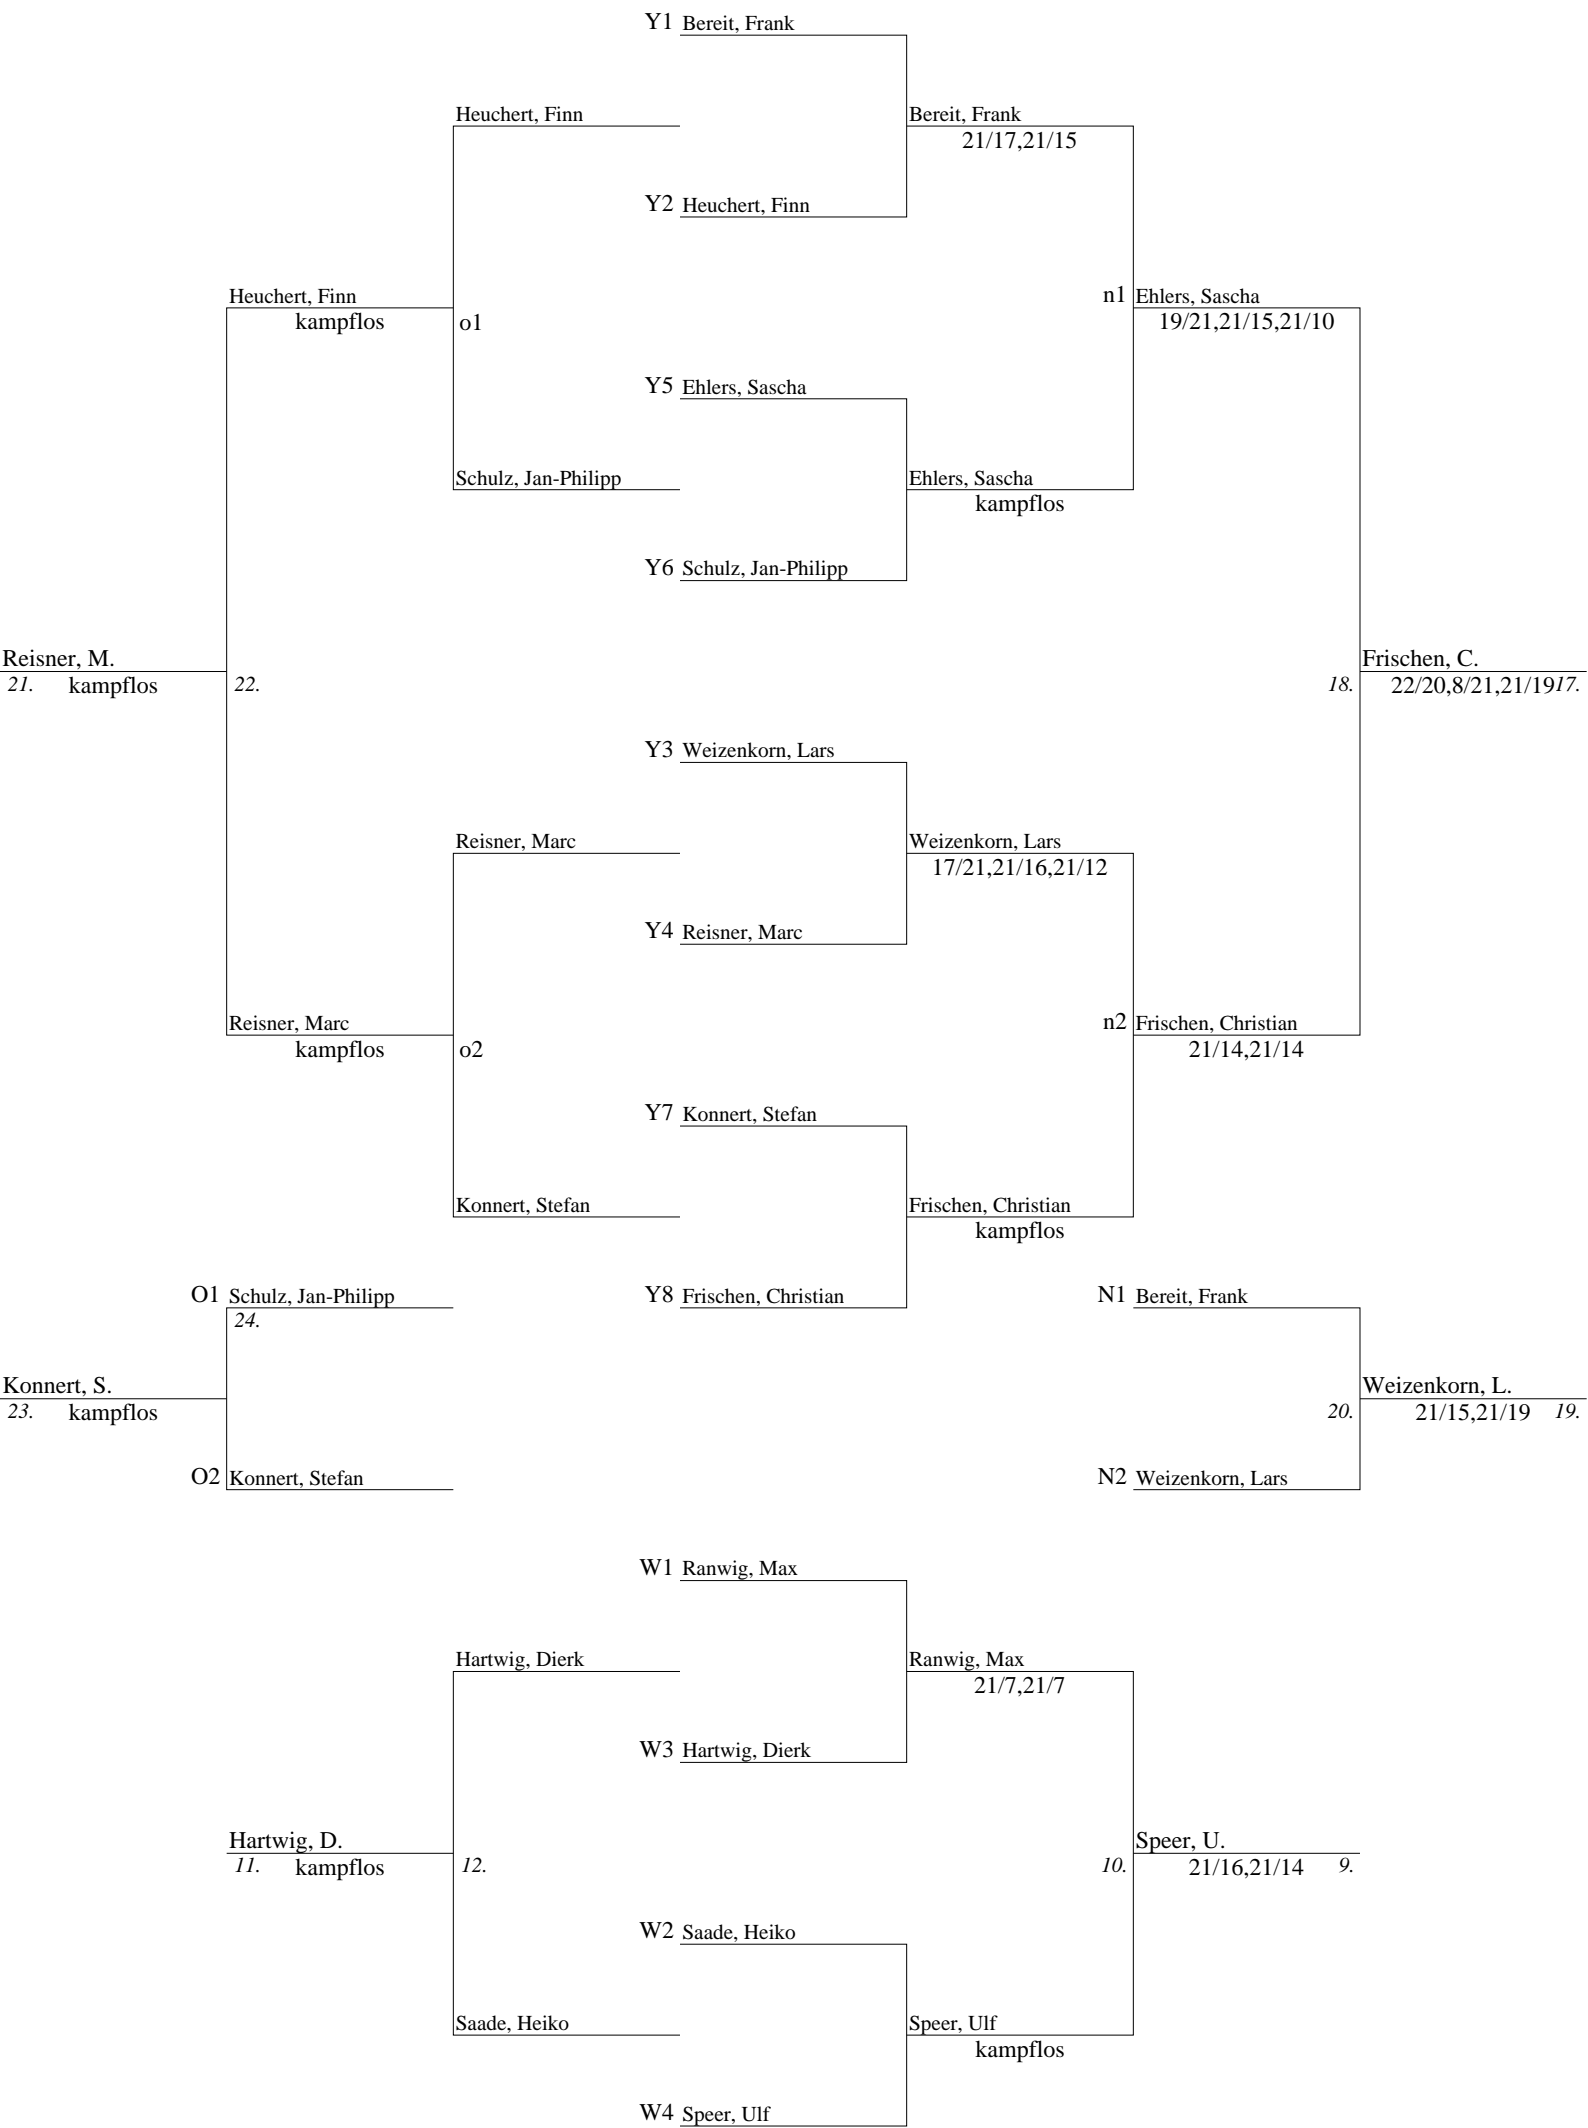 Y1 Bereit, Frank
Heuchert, Finn
Bereit, Frank
21/17,21/15
Y2 Heuchert, Finn
Heuchert, Finn
kampflos
o1
n1 Ehlers, Sascha
19/21,21/15,21/10
Y5 Ehlers, Sascha
Schulz, Jan-Philipp
Ehlers, Sascha
kampflos
Y6 Schulz, Jan-Philipp
Reisner, M.
21. kampflos
22.
Frischen, C.
18.
22/20,8/21,21/19 17.
Y3 Weizenkorn, Lars
Reisner, Marc
Weizenkorn, Lars
17/21,21/16,21/12
Y4 Reisner, Marc
Reisner, Marc
kampflos
o2
n2 Frischen, Christian
21/14,21/14
Y7 Konnert, Stefan
Konnert, Stefan
Frischen, Christian
kampflos
O1 Schulz, Jan-Philipp
24.
Y8 Frischen, Christian
N1 Bereit, Frank
Konnert, S.
23. kampflos
Weizenkorn, L.
20.
21/15,21/19 19.
O2 Konnert, Stefan
N2 Weizenkorn, Lars
W1 Ranwig, Max
Hartwig, Dierk
Ranwig, Max
21/7,21/7
W3 Hartwig, Dierk
Hartwig, D.
11. kampflos
12.
Speer, U.
10.
21/16,21/14 9.
W2 Saade, Heiko
Saade, Heiko
Speer, Ulf
kampflos
W4 Speer, Ulf